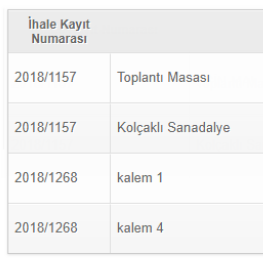 İhale Kayıt
Numarası
2018/1157 Toplantı Masası
2018/1157 Kolçaklı Sanadalye
2018/1268 kalem 1
2018/1268 kalem 4